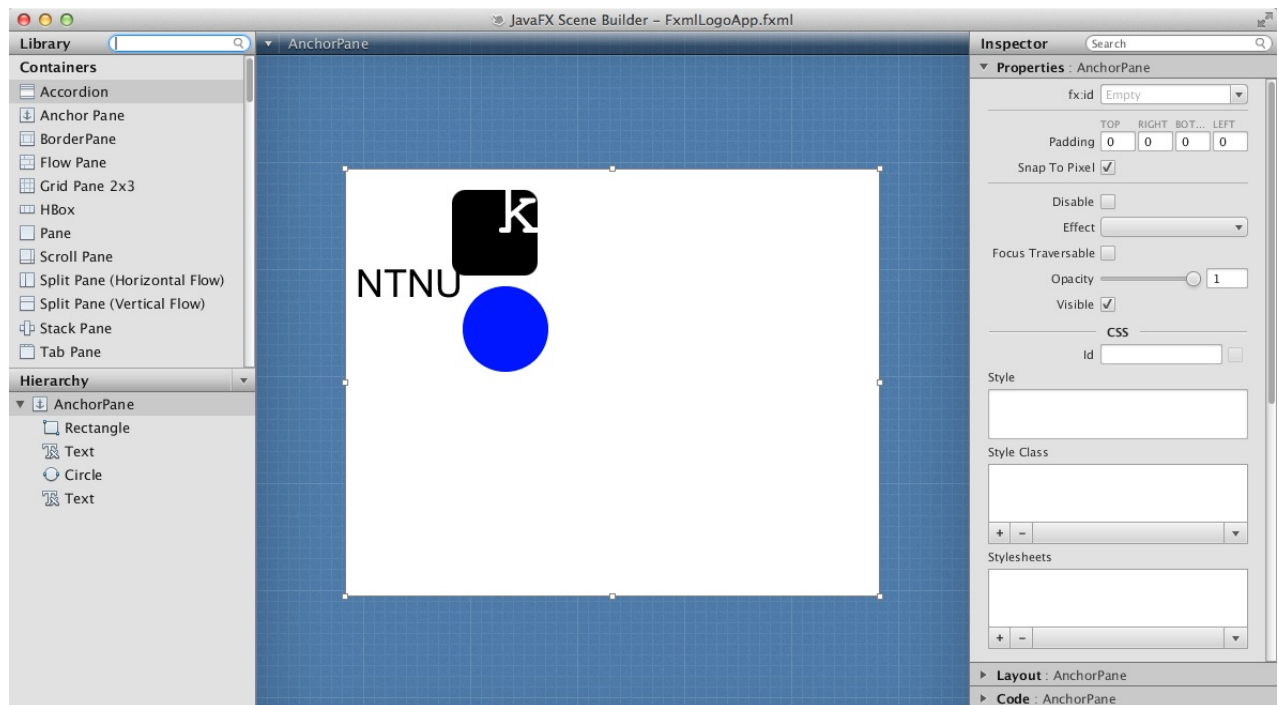 JavaFX Scene Builder – FxmlLogoApp.fxml
Library
Containers
Accordion
Anchor Pane
BorderPane
Flow Pane
Grid Pane 2x3
HBox
Pane
Scroll Pane
Split Pane (Horizontal Flow)
Split Pane (Vertical Flow)
Stack Pane
Tab Pane
Hierarchy
AnchorPane
Rectangle
Text
Circle
Text
AnchorPane
k
NTNU
Inspector Search
Properties : AnchorPane
fx:id Empty
TOP RIGHT BOT... LEFT
Padding 0 0 0 0
Snap To Pixel
Disable
Effect
Focus Traversable
Opacity 1
Visible
CSS
Id
Style
Style Class
+ –
Stylesheets
+ –
Layout : AnchorPane
Code : AnchorPane